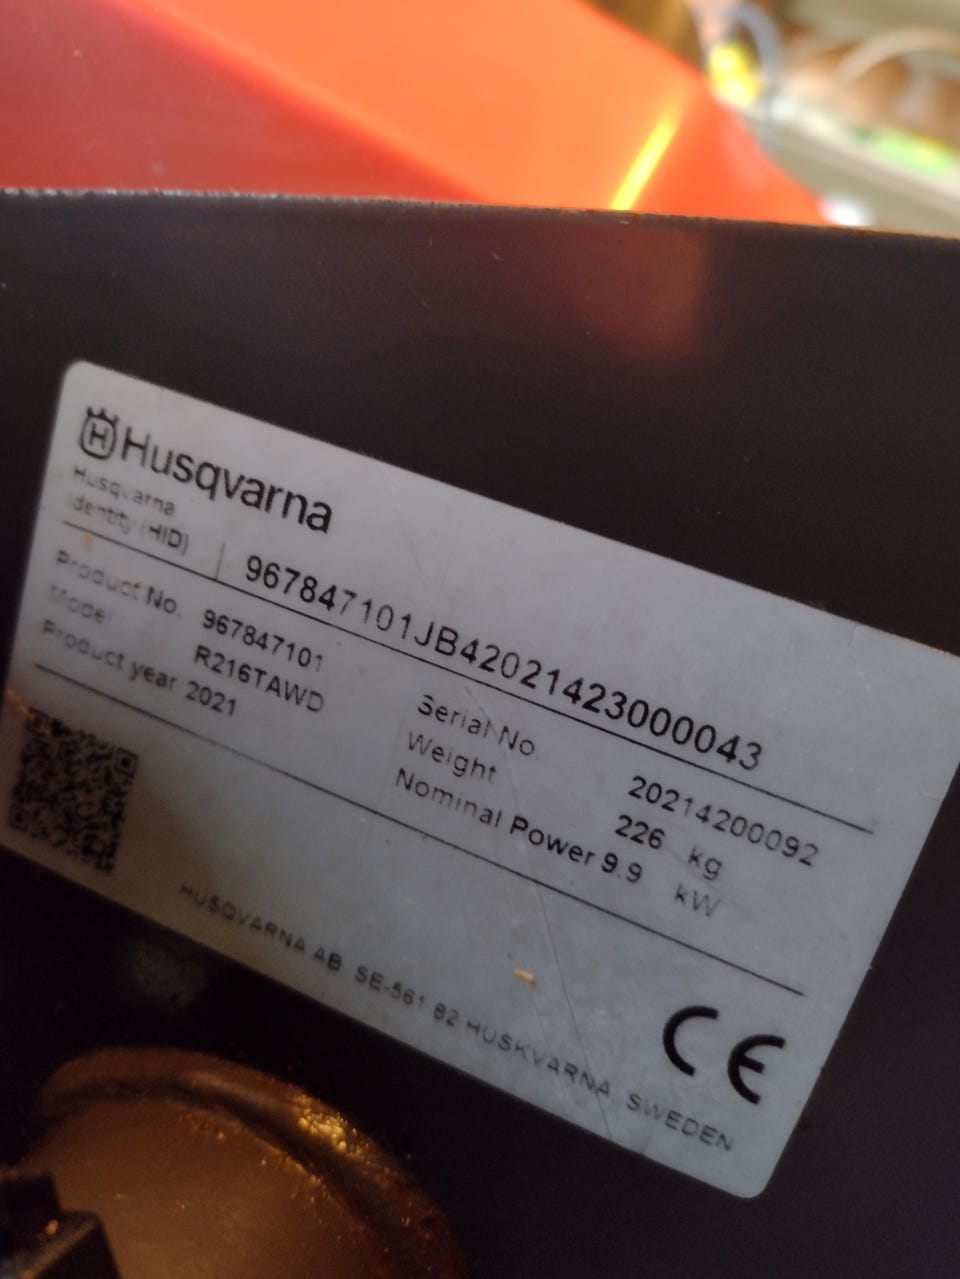 Husqvarna
Husqvarna
Identity (HID) 967847101JB42021423000043
Product No. 967847101
Model R216TAWD
Product year 2021
Serial No. 20214200092
Weight 226 kg
Nominal Power 9.9 kW
HUSQVARNA AB SE-561 82 HUSKVARNA, SWEDEN
CE